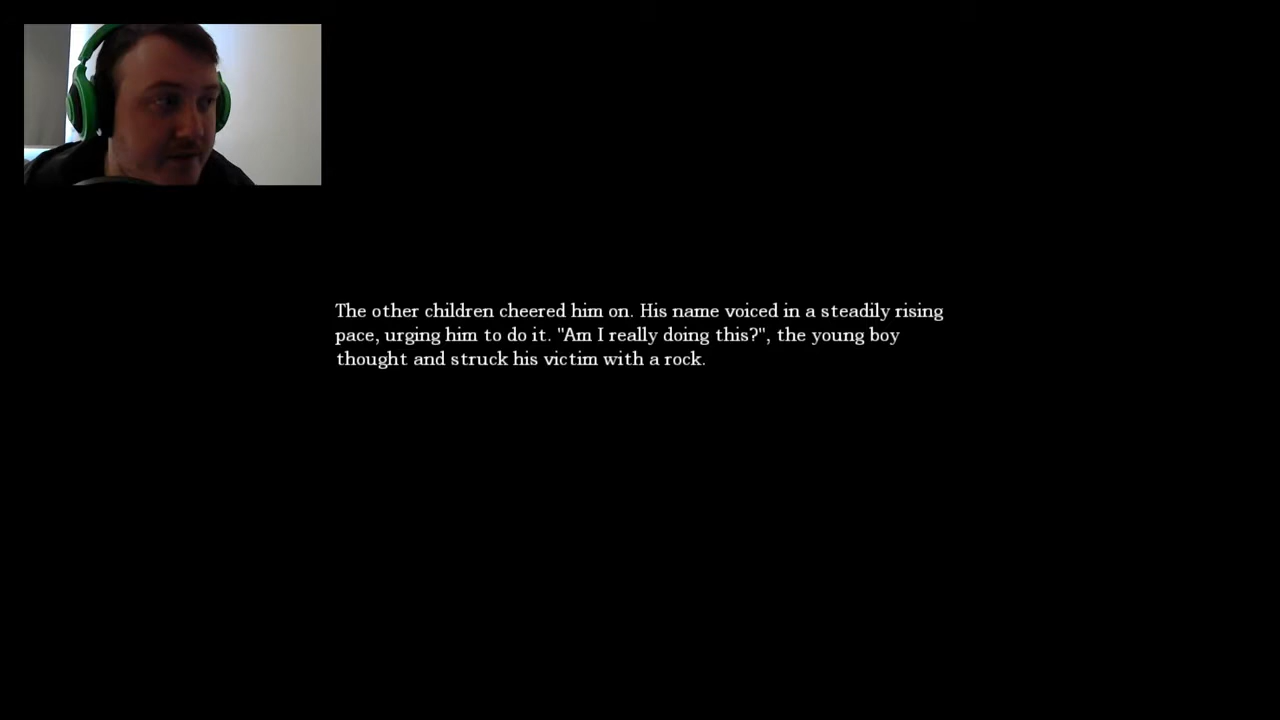 The other children cheered him on. His name voiced in a steadily rising
pace, urging him to do it. "Am I really doing this?", the young boy
thought and struck his victim with a rock.